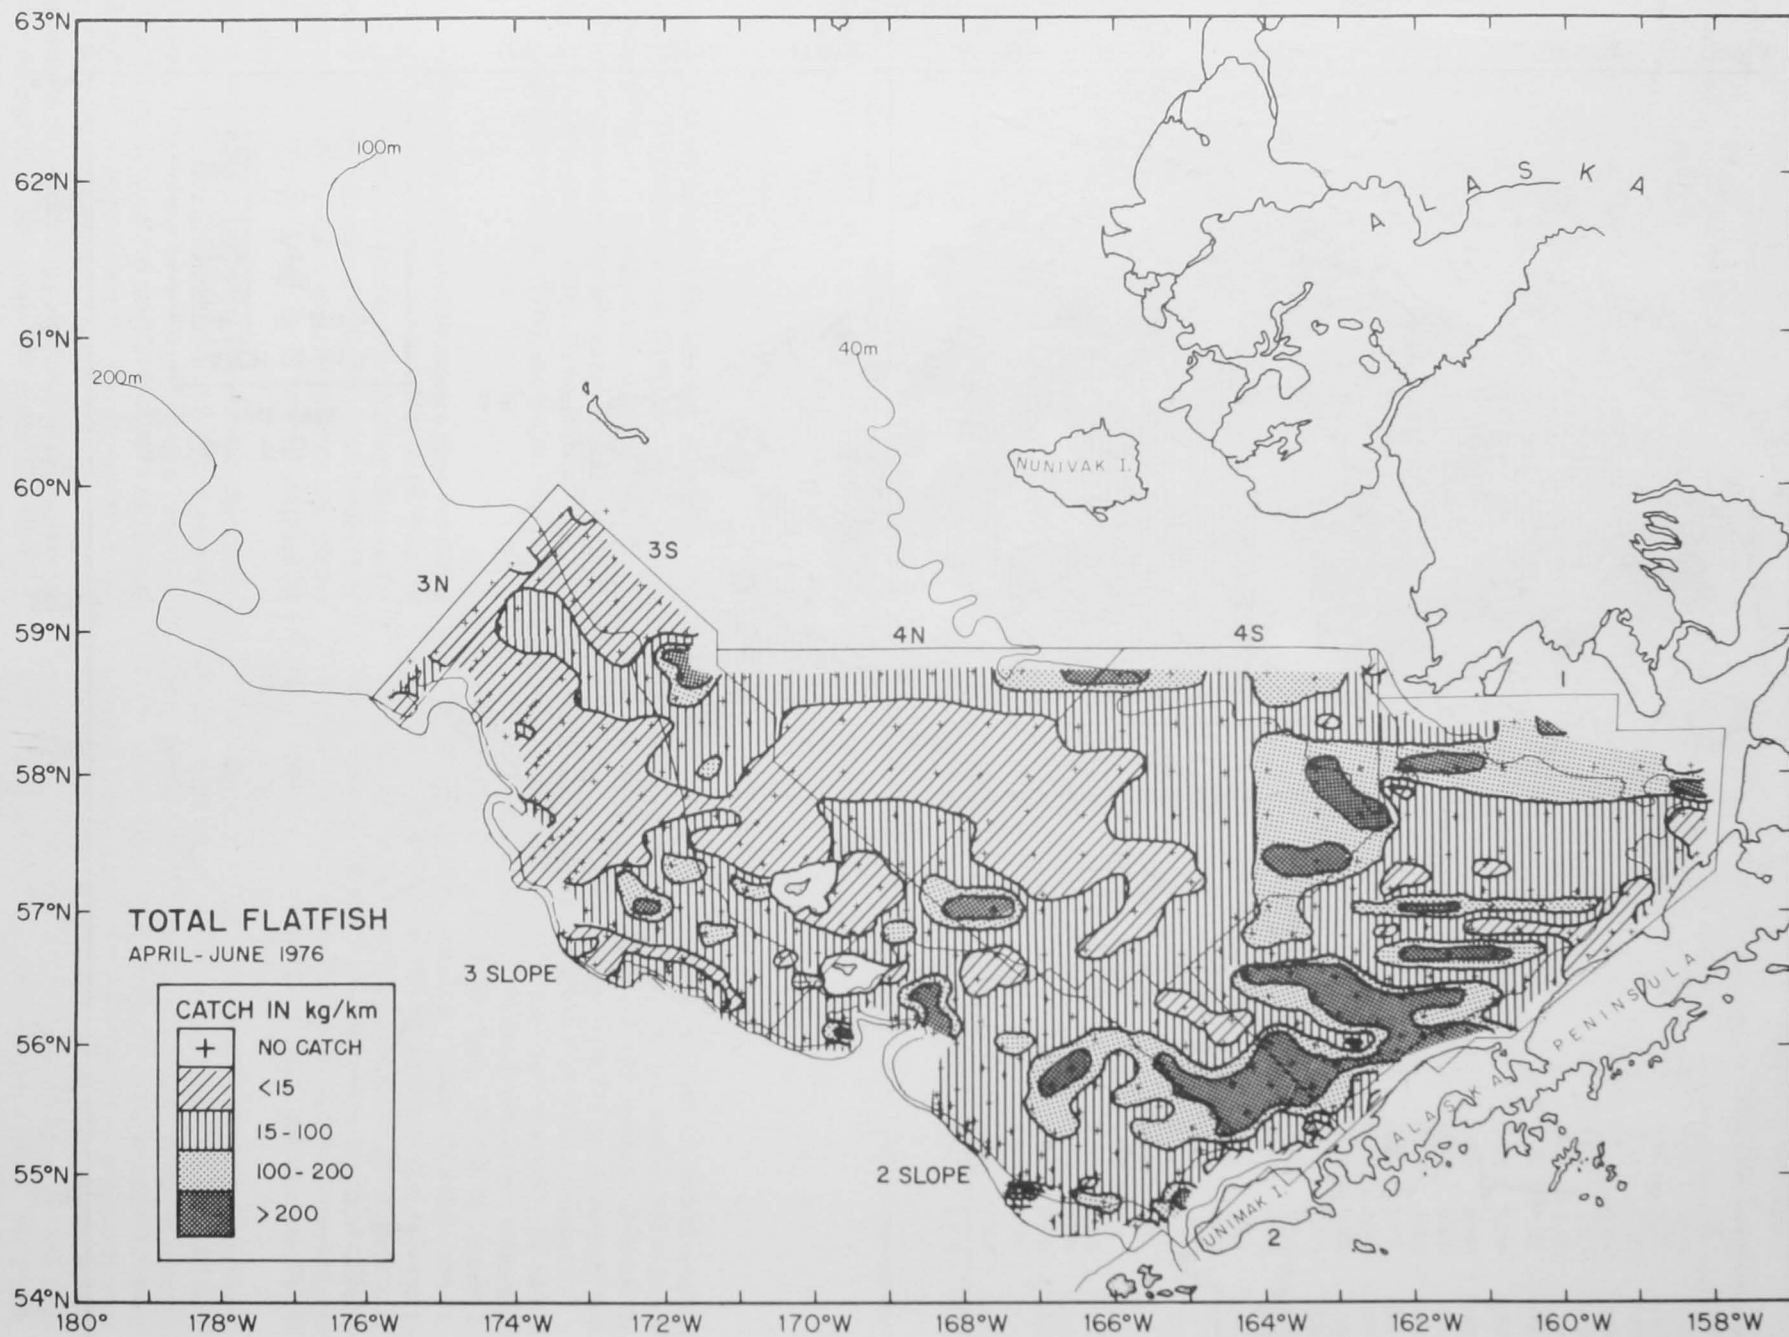 63°N
100m
62°N
ALASKA
61°N
40m
200m
60°N
NUNIVAK I.
3S
3N
59°N
4N
4S
1
58°N
57°N
TOTAL FLATFISH
APRIL-JUNE 1976
3 SLOPE
CATCH IN kg/km
+ NO CATCH
<15
15-100
100-200
>200
56°N
ALASKA PENINSULA
55°N
2 SLOPE
UNIMAK I.
2
54°N
180° 178°W 176°W 174°W 172°W 170°W 168°W 166°W 164°W 162°W 160°W 158°W